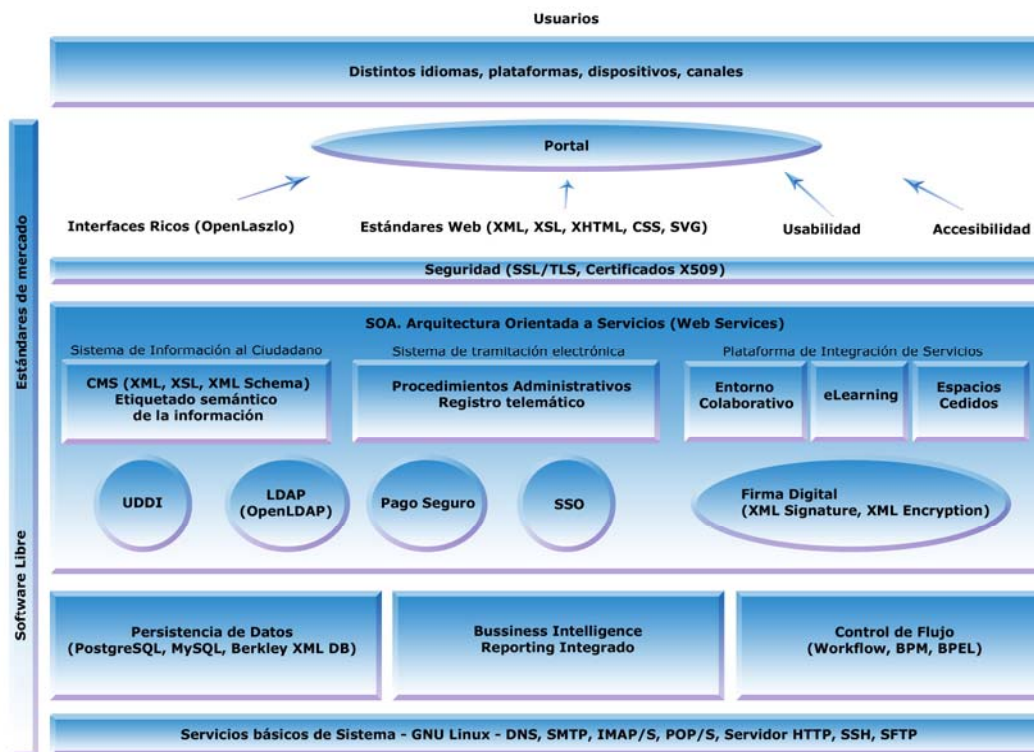 Usuarios
Distintos idiomas, plataformas, dispositivos, canales
Portal
Interfaces Ricos (OpenLaszlo)
Estándares Web (XML, XSL, XHTML, CSS, SVG)
Usabilidad
Accesibilidad
Seguridad (SSL/TLS, Certificados X509)
SOA. Arquitectura Orientada a Servicios (Web Services)
Sistema de Información al Ciudadano
CMS (XML, XSL, XML Schema)
Etiquetado semántico
de la información
Sistema de tramitación electrónica
Procedimientos Administrativos
Registro telemático
Plataforma de Integración de Servicios
Entorno
Colaborativo
eLearning
Espacios
Cedidos
UDDI
LDAP
(OpenLDAP)
Pago Seguro
SSO
Firma Digital
(XML Signature, XML Encryption)
Persistencia de Datos
(PostgreSQL, MySQL, Berkley XML DB)
Bussiness Intelligence
Reporting Integrado
Control de Flujo
(Workflow, BPM, BPEL)
Servicios básicos de Sistema - GNU Linux - DNS, SMTP, IMAP/S, POP/S, Servidor HTTP, SSH, SFTP
Estándares de mercado
Software Libre